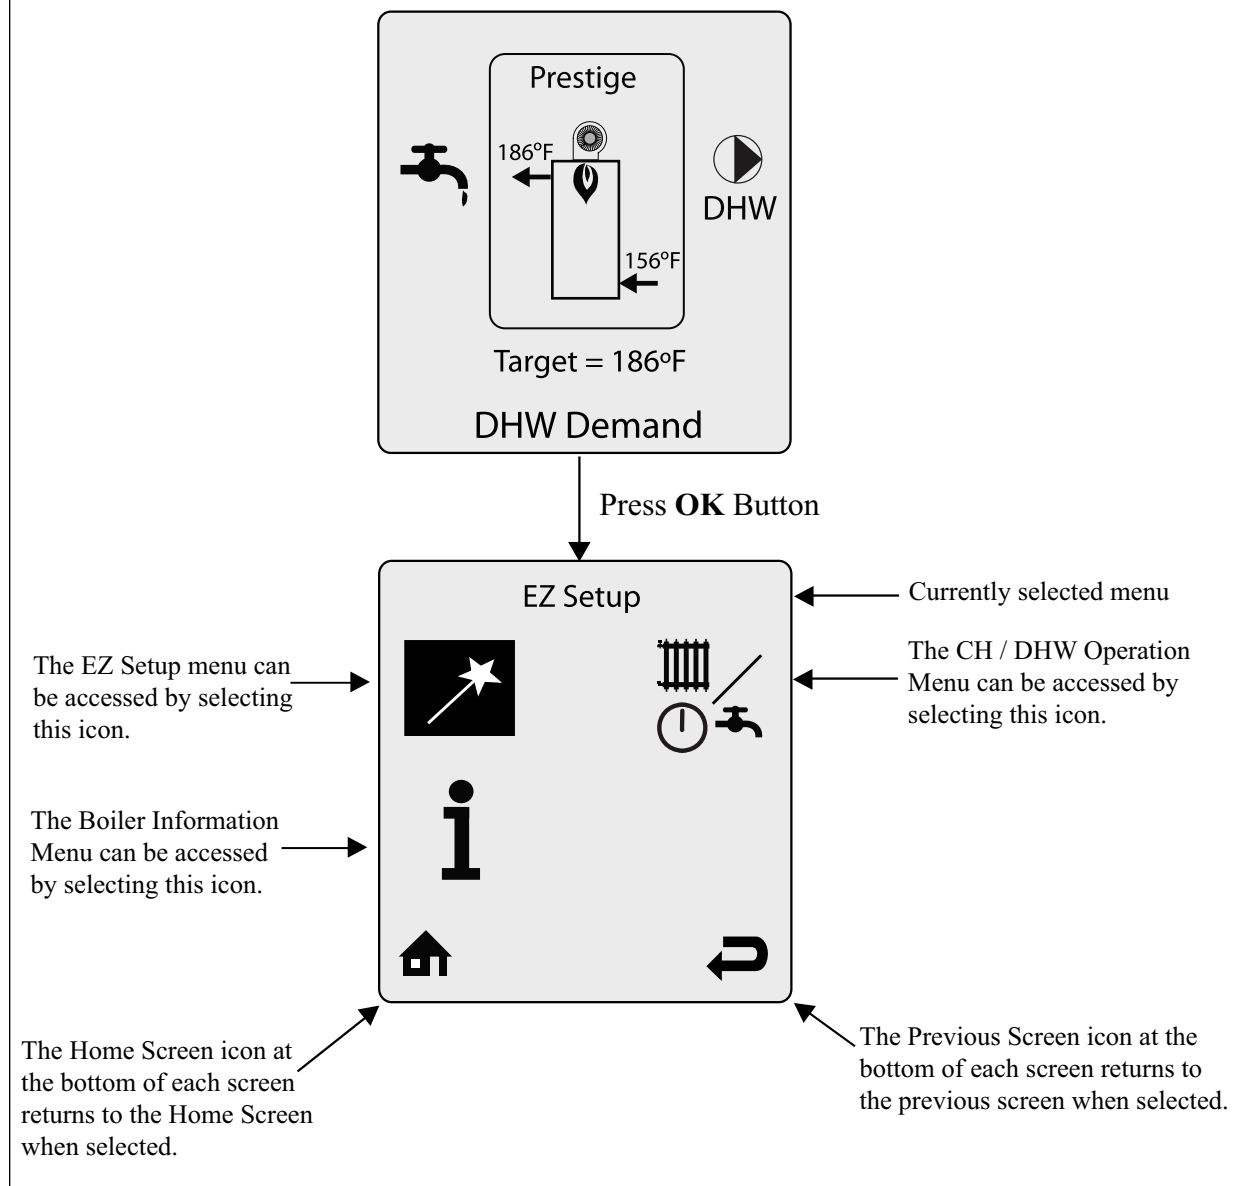 Prestige
186ºF
DHW
156ºF
Target = 186ºF
DHW Demand
Press OK Button
EZ Setup
Currently selected menu
The EZ Setup menu can
be accessed by selecting
this icon.
The CH / DHW Operation
Menu can be accessed by
selecting this icon.
The Boiler Information
Menu can be accessed
by selecting this icon.
The Home Screen icon at
the bottom of each screen
returns to the Home Screen
when selected.
The Previous Screen icon at the
bottom of each screen returns to
the previous screen when selected.